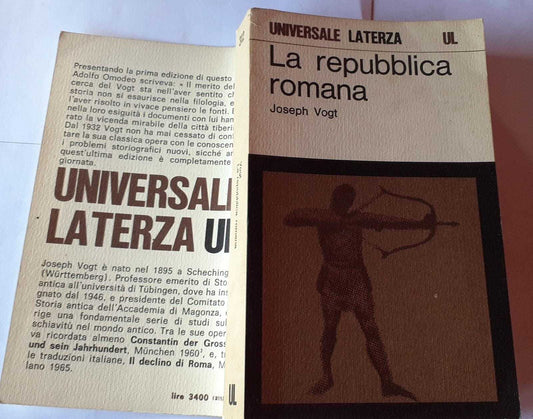 Presentando la prima edizione di questo
Adolfo Omodeo scriveva: « Il merito del
cerca del Vogt sta nell'aver sentito ch
storia non si esaurisce nella filologia, e
l'aver risolto in vivace pensiero le fonti. E
nella loro esiguità i documenti con lui han
rato la vicenda mirabile della città tiberi
Dal 1932 Vogt non ha mai cessato di conf
tare la sua classica opera con le conoscen
i problemi storiografici nuovi, sicché an
quest'ultima edizione è completamente
giornata.
UNIVERSALE
LATERZA UL
Joseph Vogt è nato nel 1895 a Scheching
(Württemberg). Professore emerito di Sto
antica all'università di Tübingen, dove ha ins
gnato dal 1946, e presidente del Comitato
Storia antica dell'Accademia di Magonza,
rige una fondamentale serie di studi sul
schiavitù nel mondo antico. Tra le sue oper
va ricordata almeno Constantin der Gross
und sein Jahrhundert, München 1960³, e, tr
le traduzioni italiane, Il declino di Roma, M
lano 1965.
lire 3400
UL
UNIVERSALE LATERZA UL
La repubblica
romana
Joseph Vogt